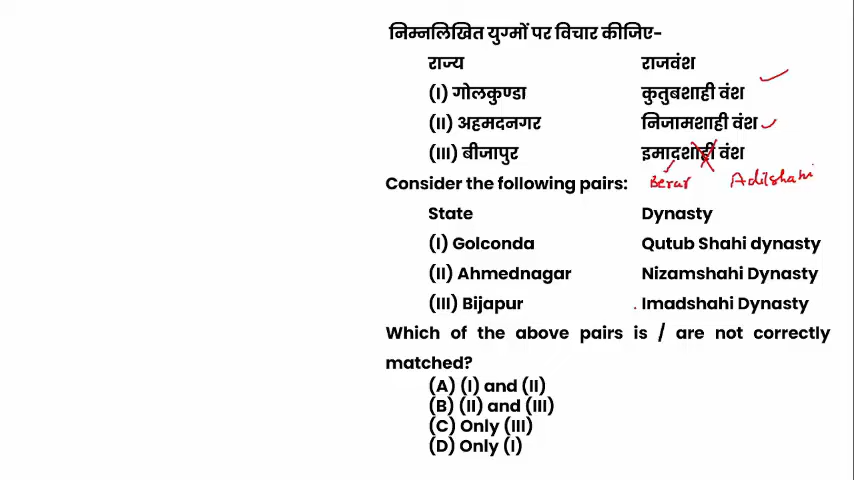 निम्नलिखित युग्मों पर विचार कीजिए-
राज्य राजवंश
(I) गोलकुण्डा कुतुबशाही वंश
(II) अहमदनगर निजामशाही वंश
(III) बीजापुर इमादशाही वंश
Berar Adilshahi
Consider the following pairs:
State Dynasty
(I) Golconda Qutub Shahi dynasty
(II) Ahmednagar Nizamshahi Dynasty
(III) Bijapur Imadshahi Dynasty
Which of the above pairs is / are not correctly
matched?
(A) (I) and (II)
(B) (II) and (III)
(C) Only (III)
(D) Only (I)